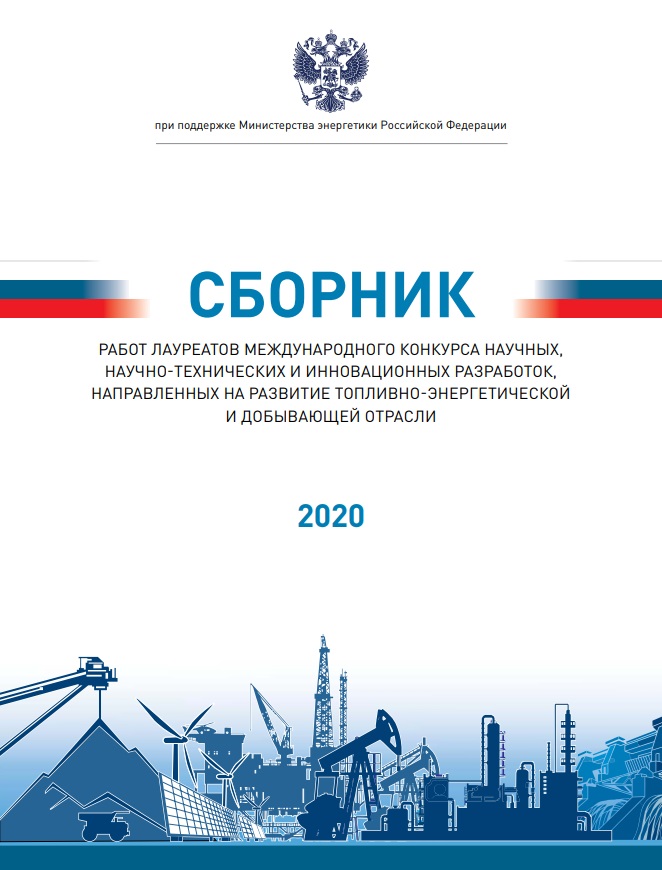 при поддержке Министерства энергетики Российской Федерации
СБОРНИК
РАБОТ ЛАУРЕАТОВ МЕЖДУНАРОДНОГО КОНКУРСА НАУЧНЫХ,
НАУЧНО-ТЕХНИЧЕСКИХ И ИННОВАЦИОННЫХ РАЗРАБОТОК,
НАПРАВЛЕННЫХ НА РАЗВИТИЕ ТОПЛИВНО-ЭНЕРГЕТИЧЕСКОЙ
И ДОБЫВАЮЩЕЙ ОТРАСЛИ
2020